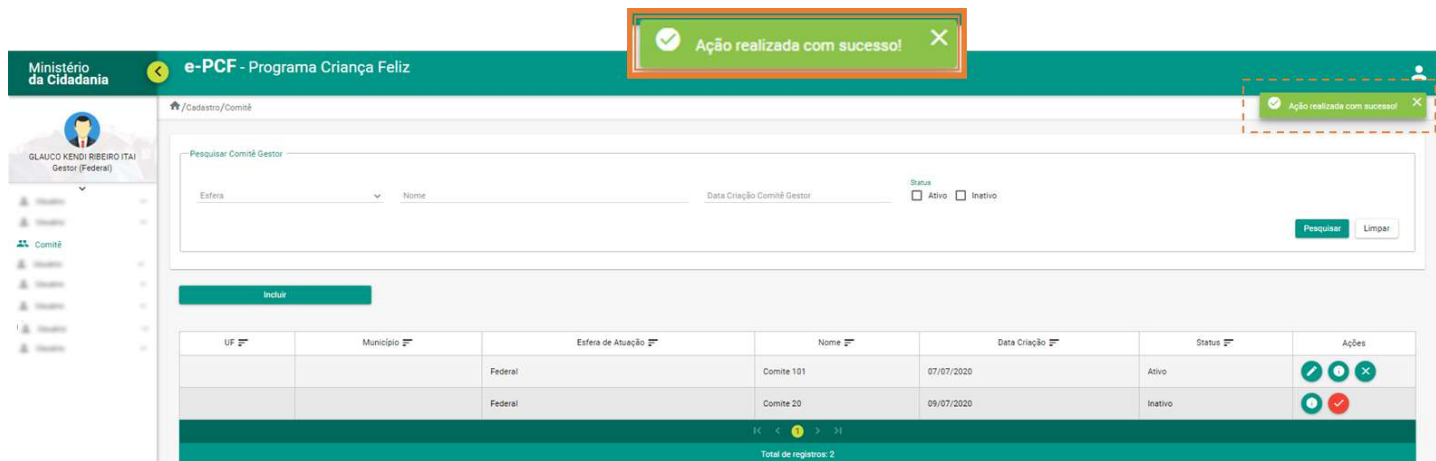 Ação realizada com sucesso!
Ministério
da Cidadania
e-PCF - Programa Criança Feliz
/Cadastro/Comitê
Ação realizada com sucesso!
GLAUCO KENDI RIBEIRO ITAI
Gestor (Federal)
Comitê
Pesquisar Comitê Gestor
Esfera
Nome
Data Criação Comitê Gestor
Status
Ativo
Inativo
Pesquisar
Limpar
Incluir
UF Município Esfera de Atuação Nome Data Criação Status Ações
Federal Comite 101 07/07/2020 Ativo
Federal Comite 20 09/07/2020 Inativo
1
Total de registros: 2